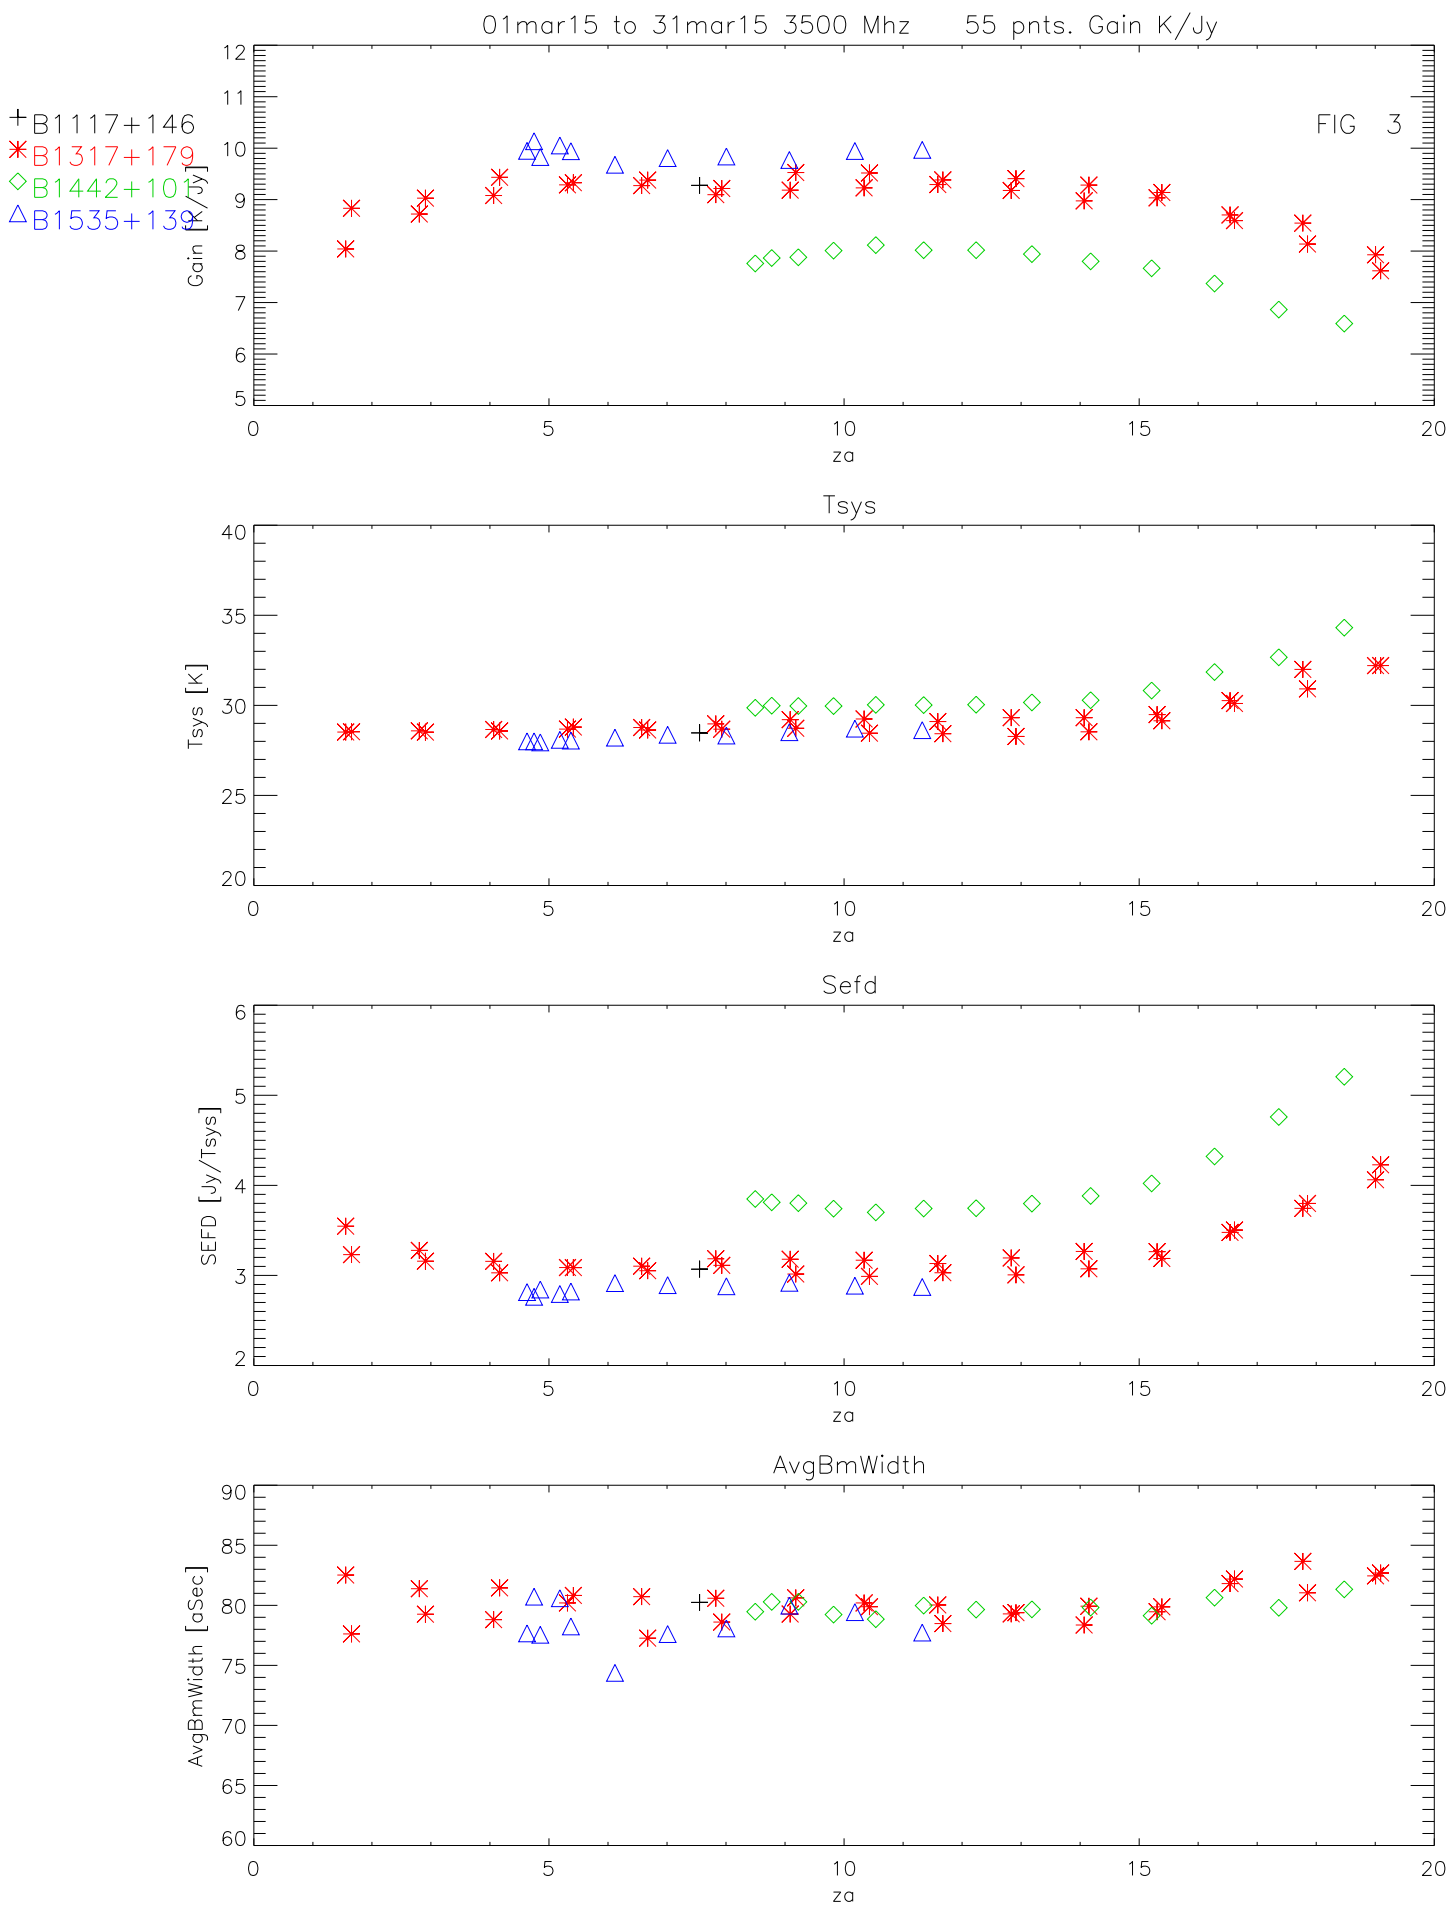 01mar15 to 31mar15 3500 Mhz 55 pnts. Gain K/Jy
B1117+146
B1317+179
B1442+101
B1535+139
FIG 3
Gain [K/Jy]
12
11
10
9
8
7
6
5
0 5 10 15 20
za
Tsys
Tsys [K]
40
35
30
25
20
0 5 10 15 20
za
Sefd
SEFD [Jy/Tsys]
6
5
4
3
2
0 5 10 15 20
za
AvgBmWidth
AvgBmWidth [aSec]
90
85
80
75
70
65
60
0 5 10 15 20
za